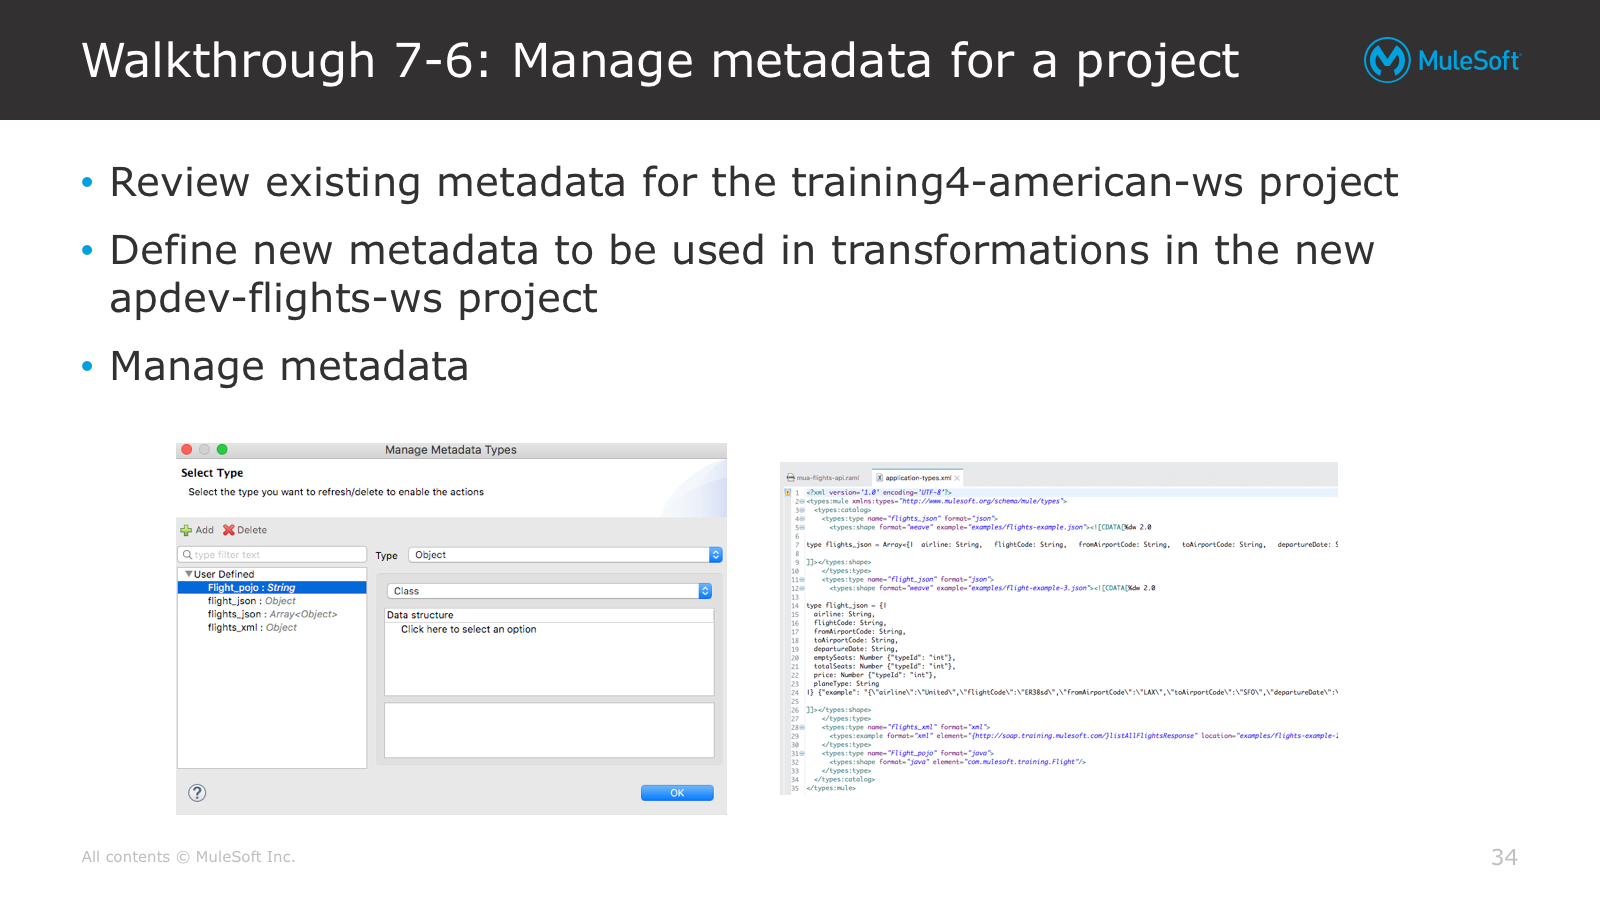 Walkthrough 7-6: Manage metadata for a project
MuleSoft
• Review existing metadata for the training4-american-ws project
• Define new metadata to be used in transformations in the new
apdev-flights-ws project
• Manage metadata
Manage Metadata Types
Select Type
Select the type you want to refresh/delete to enable the actions
Add Delete
type filter text
Type Object
User Defined
Flight_pojo : String
flight_json : Object
flights_json : Array<Object>
flights_xml : Object
Class
Data structure
Click here to select an option
?
OK
mua-flights-api.raml application-types.xml
1 <?xml version='1.0' encoding='UTF-8'?>
2 <types:mule xmlns:types="http://www.mulesoft.org/schema/mule/types">
3 <types:catalog>
4 <types:type name="flights_json" format="json">
5 <types:shape format="weave" example="examples/flights-example.json"><![CDATA[%dw 2.0
6
7 type flights_json = Array<{| airline: String, flightCode: String, fromAirportCode: String, toAirportCode: String, departureDate: S
8
9 ]]></types:shape>
10 </types:type>
11 <types:type name="flight_json" format="json">
12 <types:shape format="weave" example="examples/flight-example-3.json"><![CDATA[%dw 2.0
13
14 type flight_json = {|
15 airline: String,
16 flightCode: String,
17 fromAirportCode: String,
18 toAirportCode: String,
19 departureDate: String,
20 emptySeats: Number {"typeId": "int"},
21 totalSeats: Number {"typeId": "int"},
22 price: Number {"typeId": "int"},
23 planeType: String
24 |} {"example": "{\"airline\":\"United\",\"flightCode\":\"ER38sd\",\"fromAirportCode\":\"LAX\",\"toAirportCode\":\"SFO\",\"departureDate\":\
25
26 ]]></types:shape>
27 </types:type>
28 <types:type name="flights_xml" format="xml">
29 <types:example format="xml" element="{http://soap.training.mulesoft.com/}listAllFlightsResponse" location="examples/flights-example-
30 </types:type>
31 <types:type name="Flight_pojo" format="java">
32 <types:shape format="java" element="com.mulesoft.training.Flight"/>
33 </types:type>
34 </types:catalog>
35 </types:mule>
All contents © MuleSoft Inc.
34